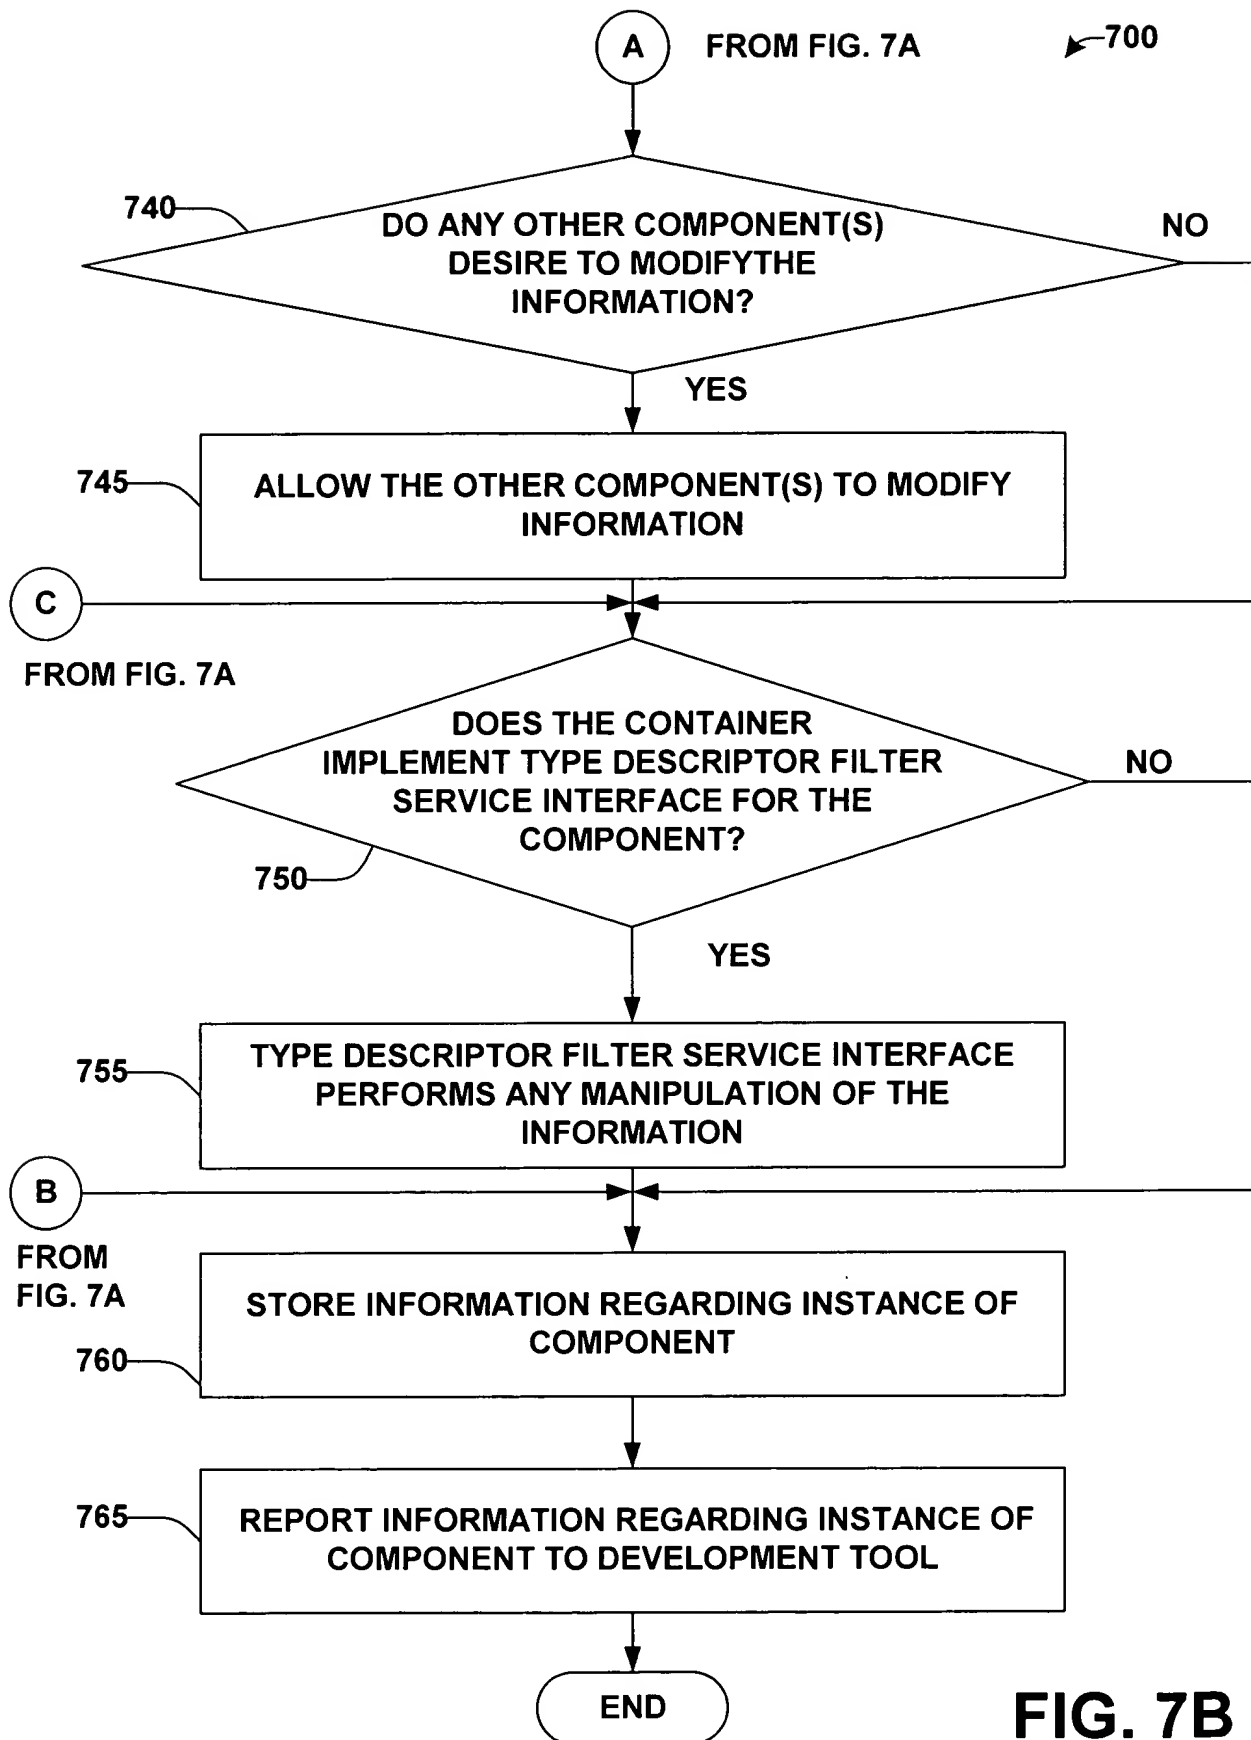 A
FROM FIG. 7A
700
740
DO ANY OTHER COMPONENT(S)
DESIRE TO MODIFYTHE
INFORMATION?
NO
YES
745
ALLOW THE OTHER COMPONENT(S) TO MODIFY
INFORMATION
C
FROM FIG. 7A
DOES THE CONTAINER
IMPLEMENT TYPE DESCRIPTOR FILTER
SERVICE INTERFACE FOR THE
COMPONENT?
NO
750
YES
755
TYPE DESCRIPTOR FILTER SERVICE INTERFACE
PERFORMS ANY MANIPULATION OF THE
INFORMATION
B
FROM
FIG. 7A
STORE INFORMATION REGARDING INSTANCE OF
COMPONENT
760
765
REPORT INFORMATION REGARDING INSTANCE OF
COMPONENT TO DEVELOPMENT TOOL
END
FIG. 7B